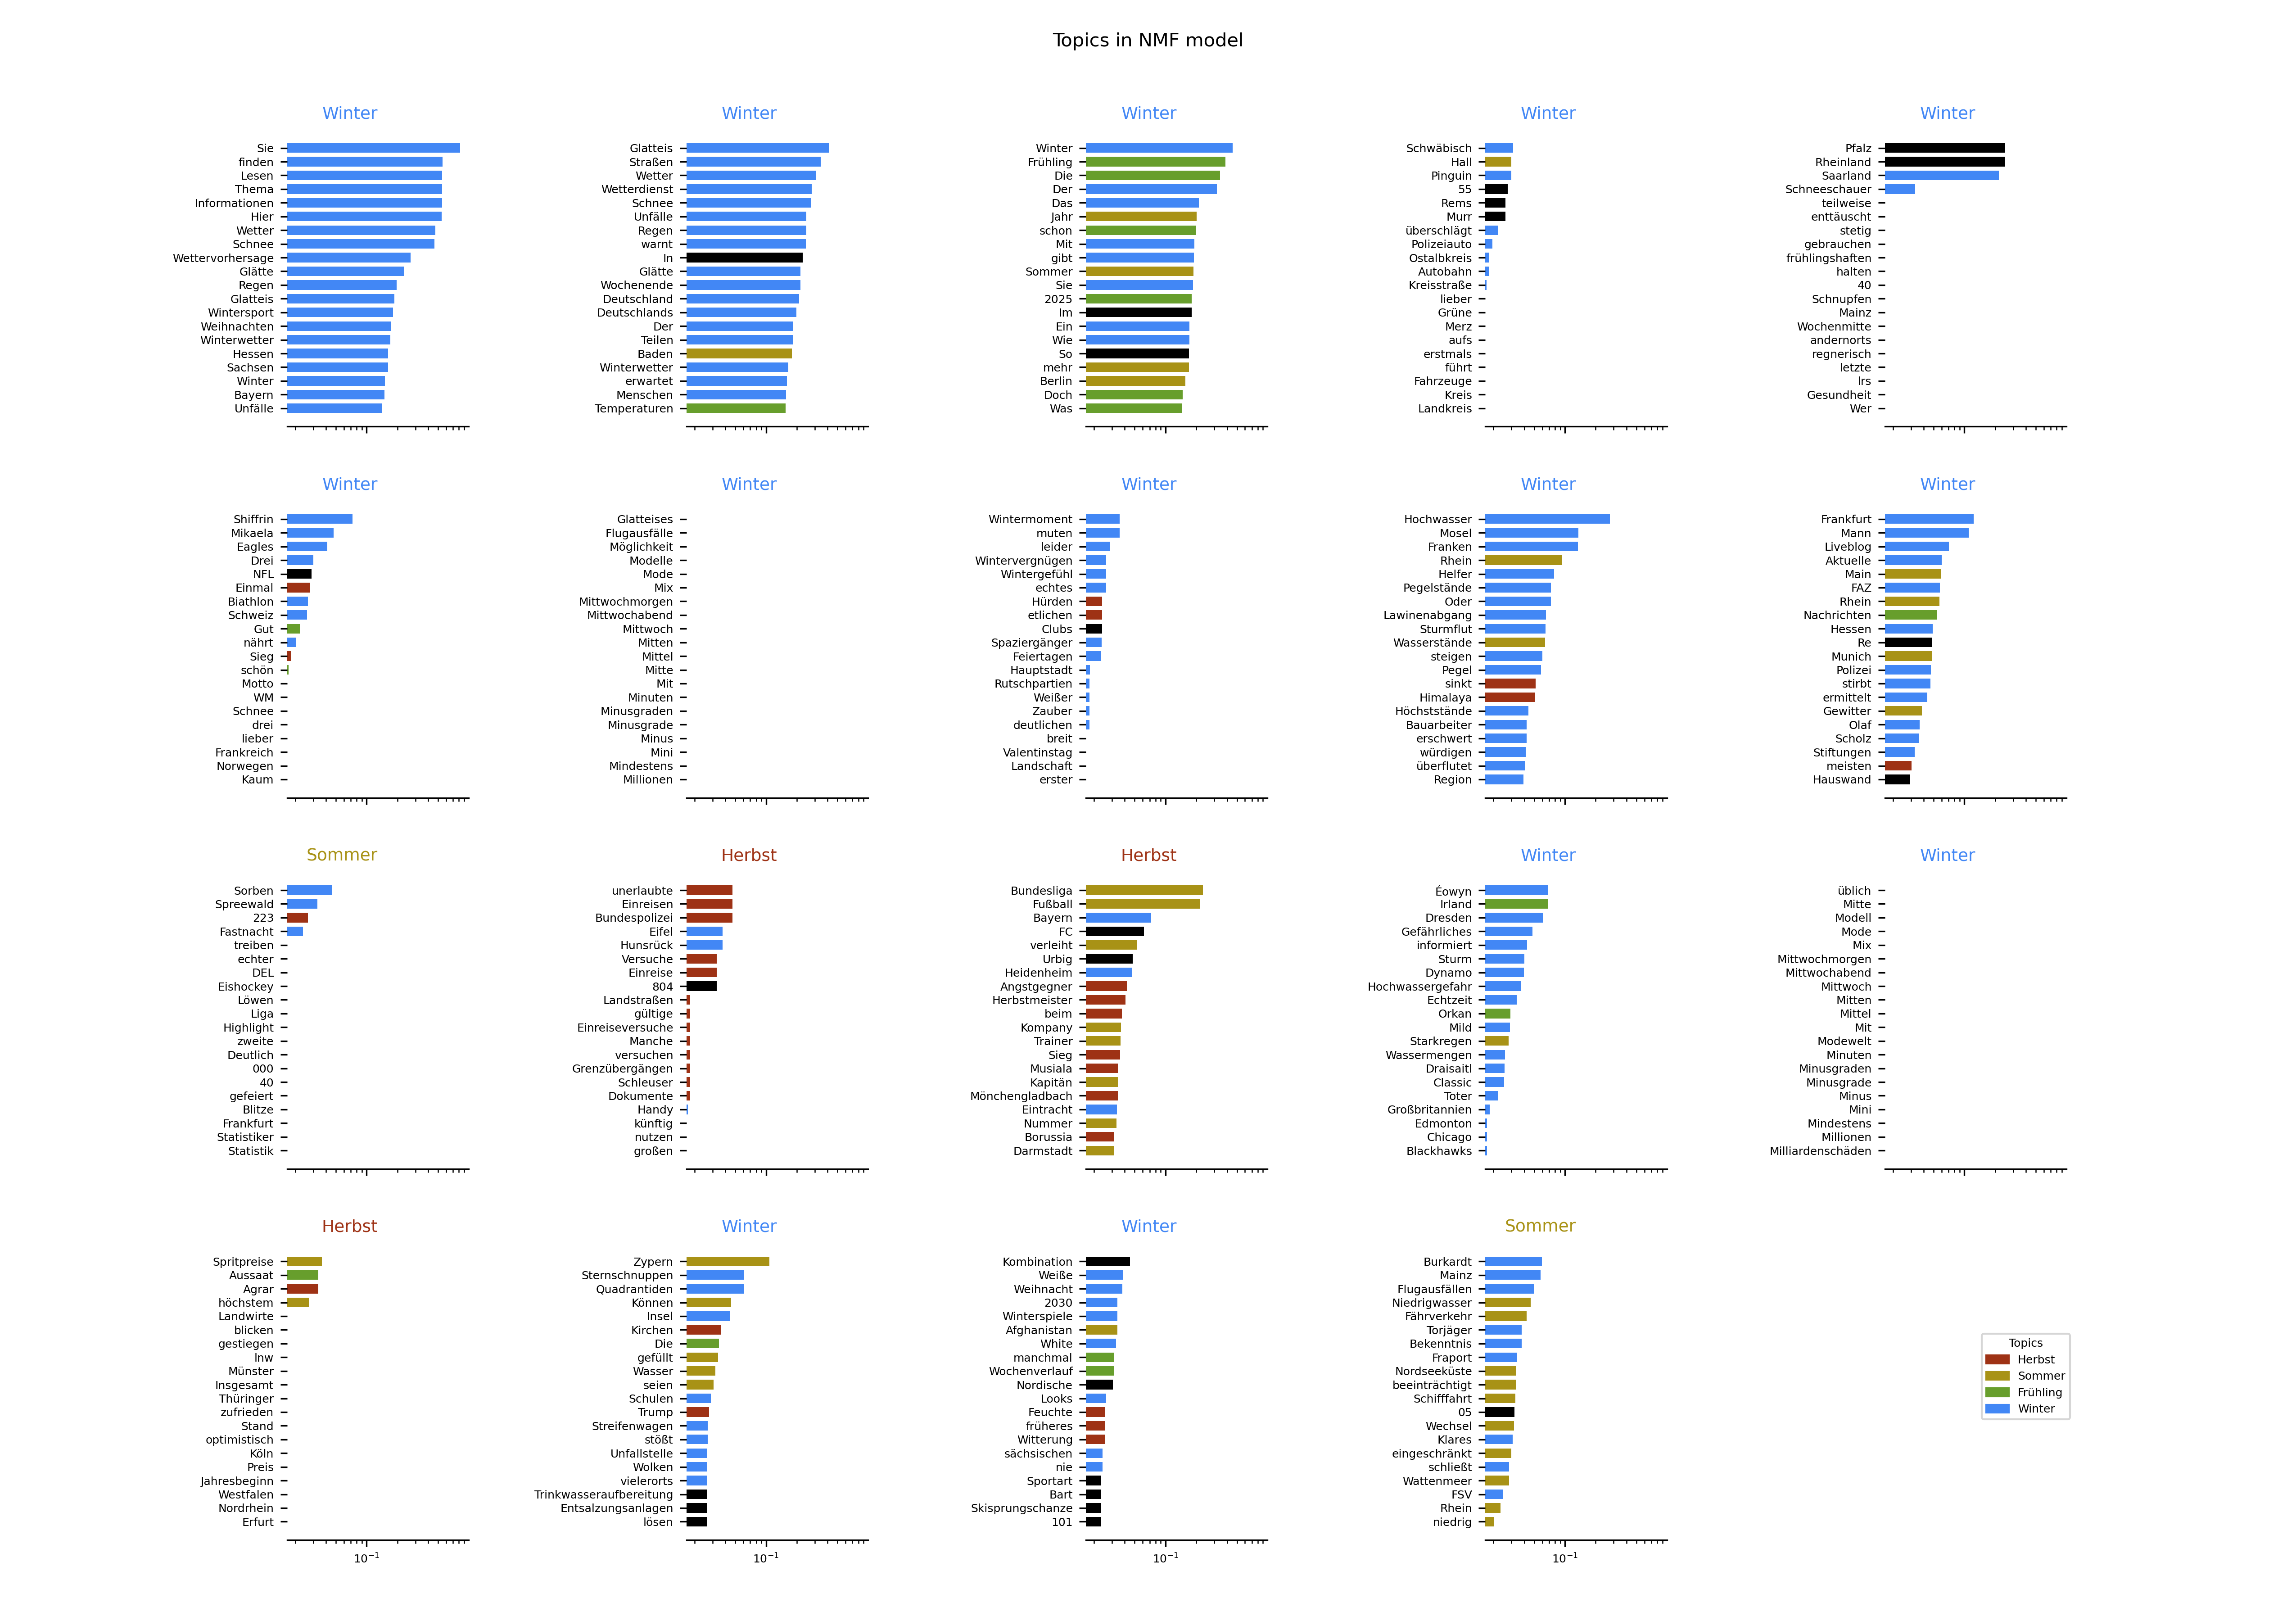 Topics in NMF model
Winter
Sie
finden
Lesen
Thema
Informationen
Hier
Wetter
Schnee
Wettervorhersage
Glätte
Regen
Glatteis
Wintersport
Weihnachten
Winterwetter
Hessen
Sachsen
Winter
Bayern
Unfälle
Winter
Glatteis
Straßen
Wetter
Wetterdienst
Schnee
Unfälle
Regen
warnt
In
Glätte
Wochenende
Deutschland
Deutschlands
Der
Teilen
Baden
Winterwetter
erwartet
Menschen
Temperaturen
Winter
Winter
Frühling
Die
Der
Das
Jahr
schon
Mit
gibt
Sommer
Sie
2025
Im
Ein
Wie
So
mehr
Berlin
Doch
Was
Winter
Schwäbisch
Hall
Pinguin
55
Rems
Murr
überschlägt
Polizeiauto
Ostalbkreis
Autobahn
Kreisstraße
lieber
Grüne
Merz
aufs
erstmals
führt
Fahrzeuge
Kreis
Landkreis
Winter
Pfalz
Rheinland
Saarland
Schneeschauer
teilweise
enttäuscht
stetig
gebrauchen
frühlingshaften
halten
40
Schnupfen
Mainz
Wochenmitte
andernorts
regnerisch
letzte
lrs
Gesundheit
Wer
Winter
Shiffrin
Mikaela
Eagles
Drei
NFL
Einmal
Biathlon
Schweiz
Gut
nährt
Sieg
schön
Motto
WM
Schnee
drei
lieber
Frankreich
Norwegen
Kaum
Winter
Glatteises
Flugausfälle
Möglichkeit
Modelle
Mode
Mix
Mittwochmorgen
Mittwochabend
Mittwoch
Mitten
Mittel
Mitte
Mit
Minuten
Minusgraden
Minusgrade
Minus
Mini
Mindestens
Millionen
Winter
Wintermoment
muten
leider
Wintervergnügen
Wintergefühl
echtes
Hürden
etlichen
Clubs
Spaziergänger
Feiertagen
Hauptstadt
Rutschpartien
Weißer
Zauber
deutlichen
breit
Valentinstag
Landschaft
erster
Winter
Hochwasser
Mosel
Franken
Rhein
Helfer
Pegelstände
Oder
Lawinenabgang
Sturmflut
Wasserstände
steigen
Pegel
sinkt
Himalaya
Höchststände
Bauarbeiter
erschwert
würdigen
überflutet
Region
Winter
Frankfurt
Mann
Liveblog
Aktuelle
Main
FAZ
Rhein
Nachrichten
Hessen
Re
Munich
Polizei
stirbt
ermittelt
Gewitter
Olaf
Scholz
Stiftungen
meisten
Hauswand
Sommer
Sorben
Spreewald
223
Fastnacht
treiben
echter
DEL
Eishockey
Löwen
Liga
Highlight
zweite
Deutlich
000
40
gefeiert
Blitze
Frankfurt
Statistiker
Statistik
Herbst
unerlaubte
Einreisen
Bundespolizei
Eifel
Hunsrück
Versuche
Einreise
804
Landstraßen
gültige
Einreiseversuche
Manche
versuchen
Grenzübergängen
Schleuser
Dokumente
Handy
künftig
nutzen
großen
Herbst
Bundesliga
Fußball
Bayern
FC
verleiht
Urbig
Heidenheim
Angstgegner
Herbstmeister
beim
Kompany
Trainer
Sieg
Musiala
Kapitän
Mönchengladbach
Eintracht
Nummer
Borussia
Darmstadt
Winter
Éowyn
Irland
Dresden
Gefährliches
informiert
Sturm
Dynamo
Hochwassergefahr
Echtzeit
Orkan
Mild
Starkregen
Wassermengen
Draisaitl
Classic
Toter
Großbritannien
Edmonton
Chicago
Blackhawks
Winter
üblich
Mitte
Modell
Mode
Mix
Mittwochmorgen
Mittwochabend
Mittwoch
Mitten
Mittel
Mit
Modewelt
Minuten
Minusgraden
Minusgrade
Minus
Mini
Mindestens
Millionen
Milliardenschäden
Herbst
Spritpreise
Aussaat
Agrar
höchstem
Landwirte
blicken
gestiegen
lnw
Münster
Insgesamt
Thüringer
zufrieden
Stand
optimistisch
Köln
Preis
Jahresbeginn
Westfalen
Nordrhein
Erfurt
10⁻¹
Winter
Zypern
Sternschnuppen
Quadrantiden
Können
Insel
Kirchen
Die
gefüllt
Wasser
seien
Schulen
Trump
Streifenwagen
stößt
Unfallstelle
Wolken
vielerorts
Trinkwasseraufbereitung
Entsalzungsanlagen
lösen
10⁻¹
Winter
Kombination
Weiße
Weihnacht
2030
Winterspiele
Afghanistan
White
manchmal
Wochenverlauf
Nordische
Looks
Feuchte
früheres
Witterung
sächsischen
nie
Sportart
Bart
Skisprungschanze
101
10⁻¹
Sommer
Burkardt
Mainz
Flugausfällen
Niedrigwasser
Fährverkehr
Torjäger
Bekenntnis
Fraport
Nordseeküste
beeinträchtigt
Schifffahrt
05
Wechsel
Klares
eingeschränkt
schließt
Wattenmeer
FSV
Rhein
niedrig
10⁻¹
Topics
Herbst
Sommer
Frühling
Winter